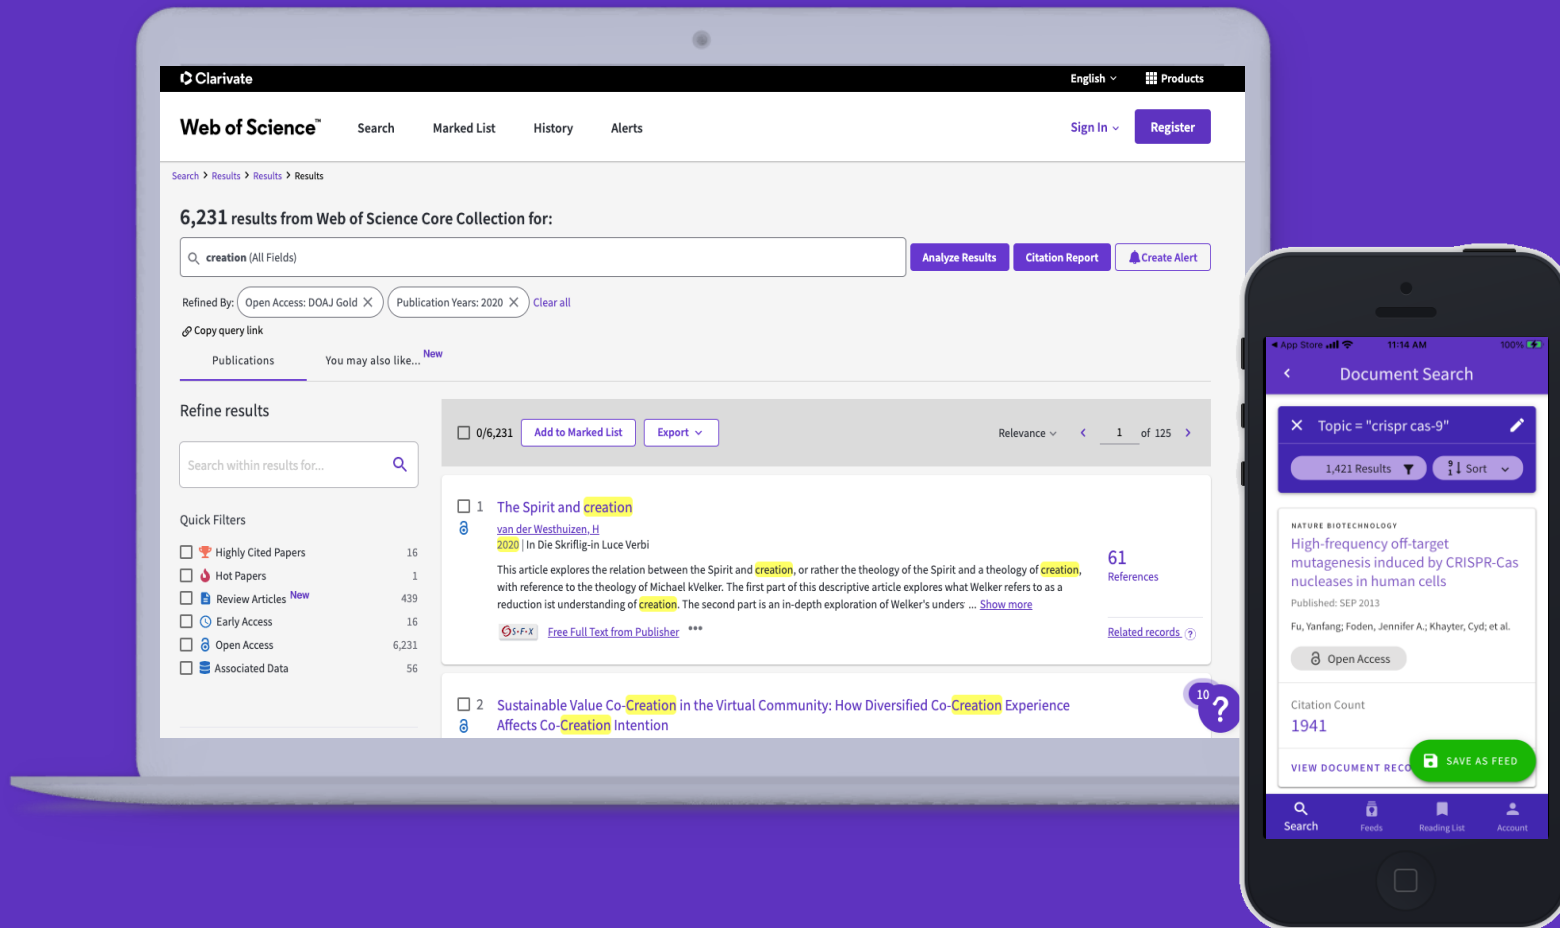 Clarivate
English
Products
Web of Science™
Search
Marked List
History
Alerts
Sign In
Register
Search > Results > Results > Results
6,231 results from Web of Science Core Collection for:
creation (All Fields)
Analyze Results
Citation Report
Create Alert
Refined By:
Open Access: DOAJ Gold
Publication Years: 2020
Clear all
Copy query link
Publications
You may also like... New
Refine results
Search within results for...
Quick Filters
Highly Cited Papers 16
Hot Papers 1
Review Articles New 439
Early Access 16
Open Access 6,231
Associated Data 56
0/6,231
Add to Marked List
Export
Relevance
1 of 125
1 The Spirit and creation
van der Westhuizen, H
2020 | In Die Skriflig-in Luce Verbi
This article explores the relation between the Spirit and creation, or rather the theology of the Spirit and a theology of creation,
with reference to the theology of Michael kVelker. The first part of this descriptive article explores what Welker refers to as a
reduction ist understanding of creation. The second part is an in-depth exploration of Welker's unders ... Show more
S·F·X
Free Full Text from Publisher
61
References
Related records ?
2 Sustainable Value Co-Creation in the Virtual Community: How Diversified Co-Creation Experience
Affects Co-Creation Intention
10
?
App Store
11:14 AM
100%
Document Search
Topic = "crispr cas-9"
1,421 Results
9 1 Sort
NATURE BIOTECHNOLOGY
High-frequency off-target
mutagenesis induced by CRISPR-Cas
nucleases in human cells
Published: SEP 2013
Fu, Yanfang; Foden, Jennifer A.; Khayter, Cyd; et al.
Open Access
Citation Count
1941
VIEW DOCUMENT RECO
SAVE AS FEED
Search
Feeds
Reading List
Account